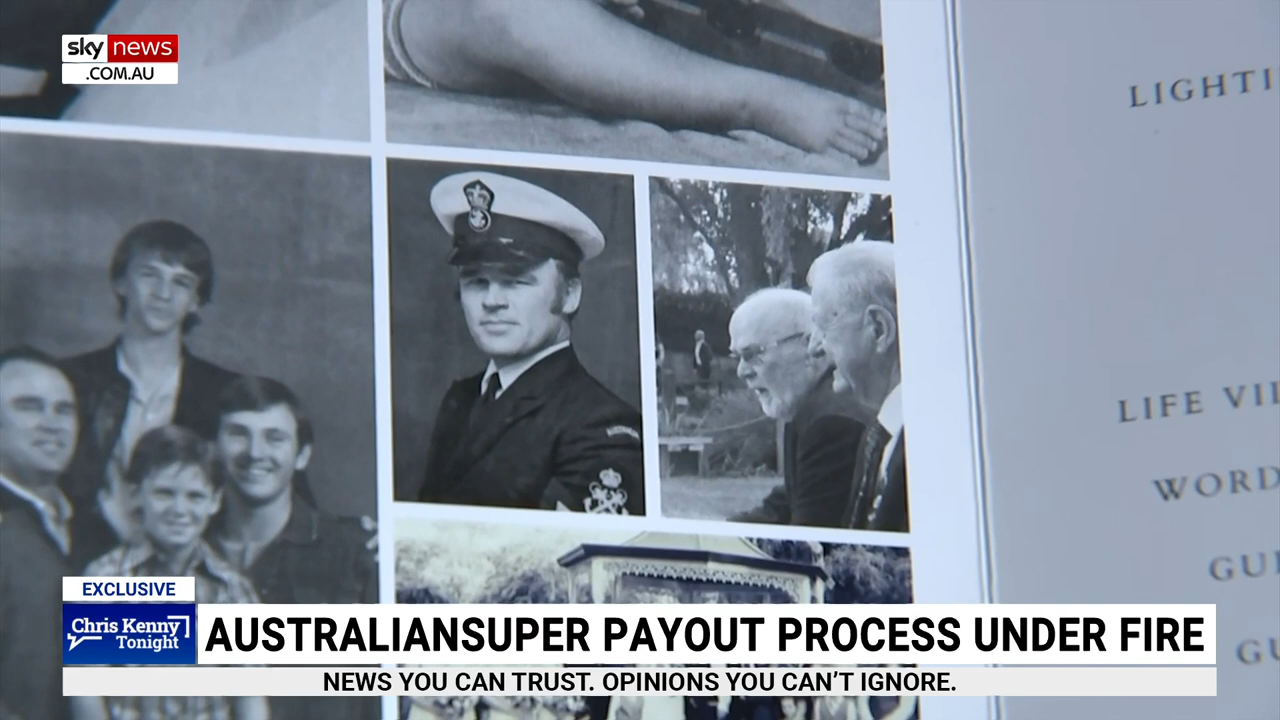 sky news
.COM.AU
LIGHTI
LIFE VIL
WORD
GU
EXCLUSIVE
Chris Kenny
Tonight
AUSTRALIANSUPER PAYOUT PROCESS UNDER FIRE
NEWS YOU CAN TRUST. OPINIONS YOU CAN'T IGNORE.